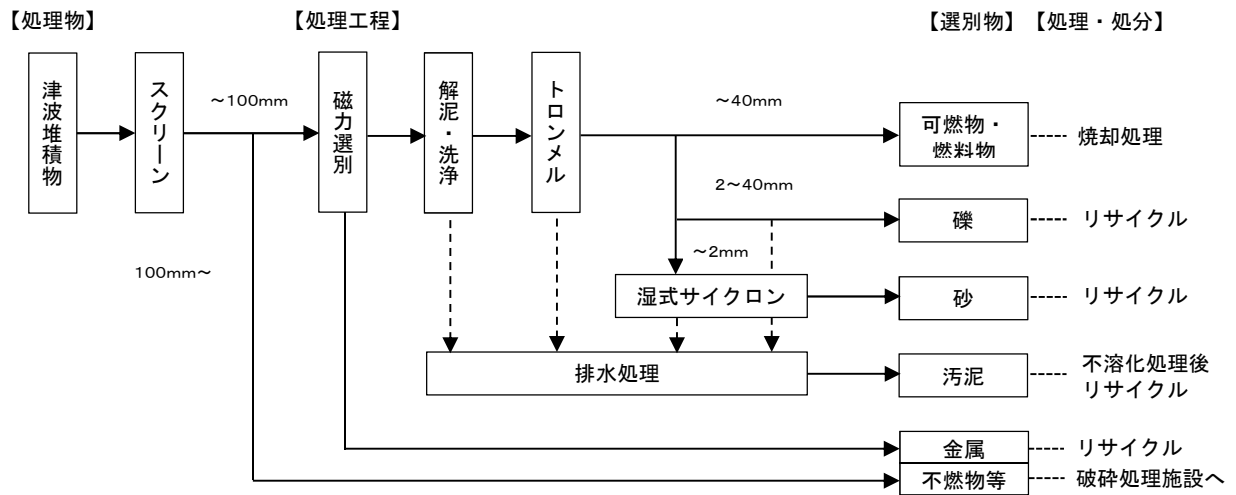 【処理物】
【処理工程】
【選別物】【処理・処分】
津波堆積物
スクリーン
～100mm
磁力選別
解泥・洗浄
トロンメル
～40mm
可燃物・
燃料物
焼却処理
2～40mm
礫
リサイクル
100mm～
～2mm
湿式サイクロン
砂
リサイクル
排水処理
汚泥
不溶化処理後
リサイクル
金属
リサイクル
不燃物等
破砕処理施設へ